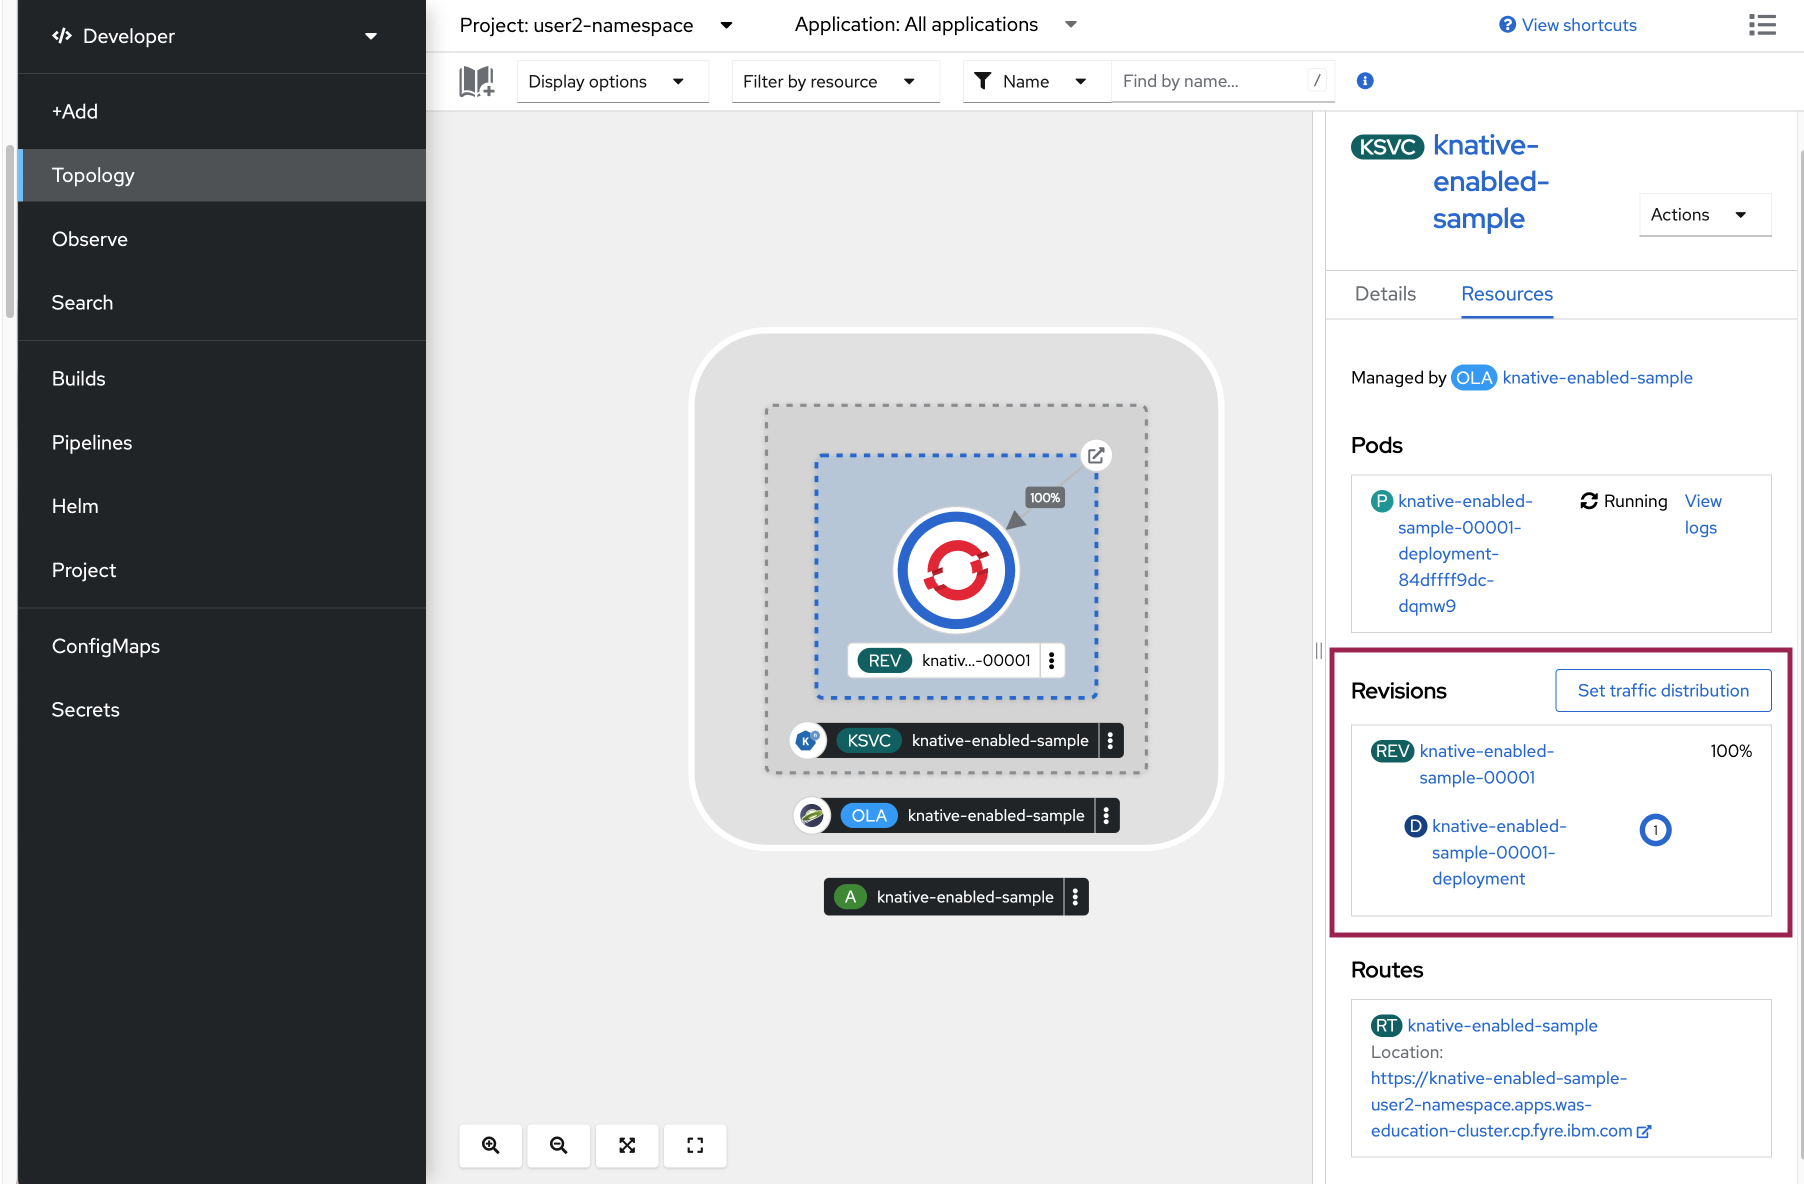 Developer
+Add
Topology
Observe
Search
Builds
Pipelines
Helm
Project
ConfigMaps
Secrets
Project: user2-namespace
Application: All applications
View shortcuts
Display options
Filter by resource
Name
Find by name...
/
100%
REV knativ...-00001
KSVC knative-enabled-sample
OLA knative-enabled-sample
A knative-enabled-sample
KSVC knative-
enabled-
sample
Actions
Details
Resources
Managed by OLA knative-enabled-sample
Pods
P knative-enabled-
sample-00001-
deployment-
84dffff9dc-
dqmw9
Running
View
logs
Revisions
Set traffic distribution
REV knative-enabled-
sample-00001
100%
D knative-enabled-
sample-00001-
deployment
1
Routes
RT knative-enabled-sample
Location:
https://knative-enabled-sample-
user2-namespace.apps.was-
education-cluster.cp.fyre.ibm.com